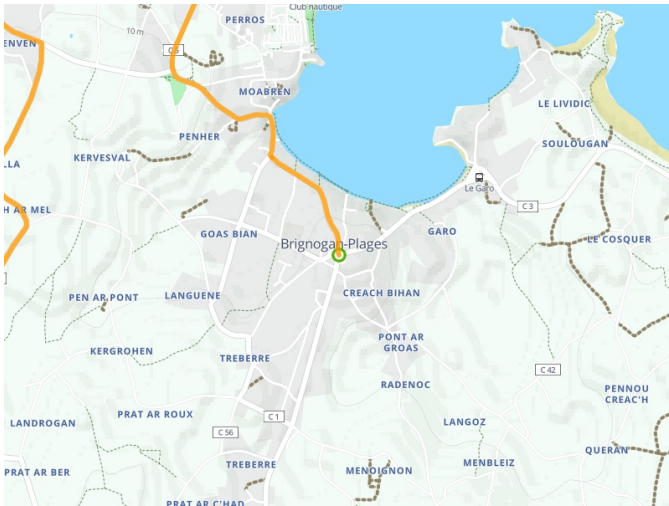 Club nautique
PERROS
ENVEN
10 m
C 5
MOABREN
LE LIVIDIC
PENHER
SOULOUGAN
KERVESVAL
LLA
Le Garo
C 3
H AR MEL
GOAS BIAN
GARO
LE COSQUER
Brignogan-Plages
PEN AR PONT
LANGUENE
CREACH BIHAN
PONT AR
GROAS
KERGROHEN
TREBERRE
C 42
RADENOC
PENNOU
CREAC'H
PRAT AR ROUX
C 1
LANDROGAN
LANGOZ
C 56
QUERAN
TREBERRE
MENBLEIZ
PRAT AR BER
MENOIGNON
PRAT AR C'HAD